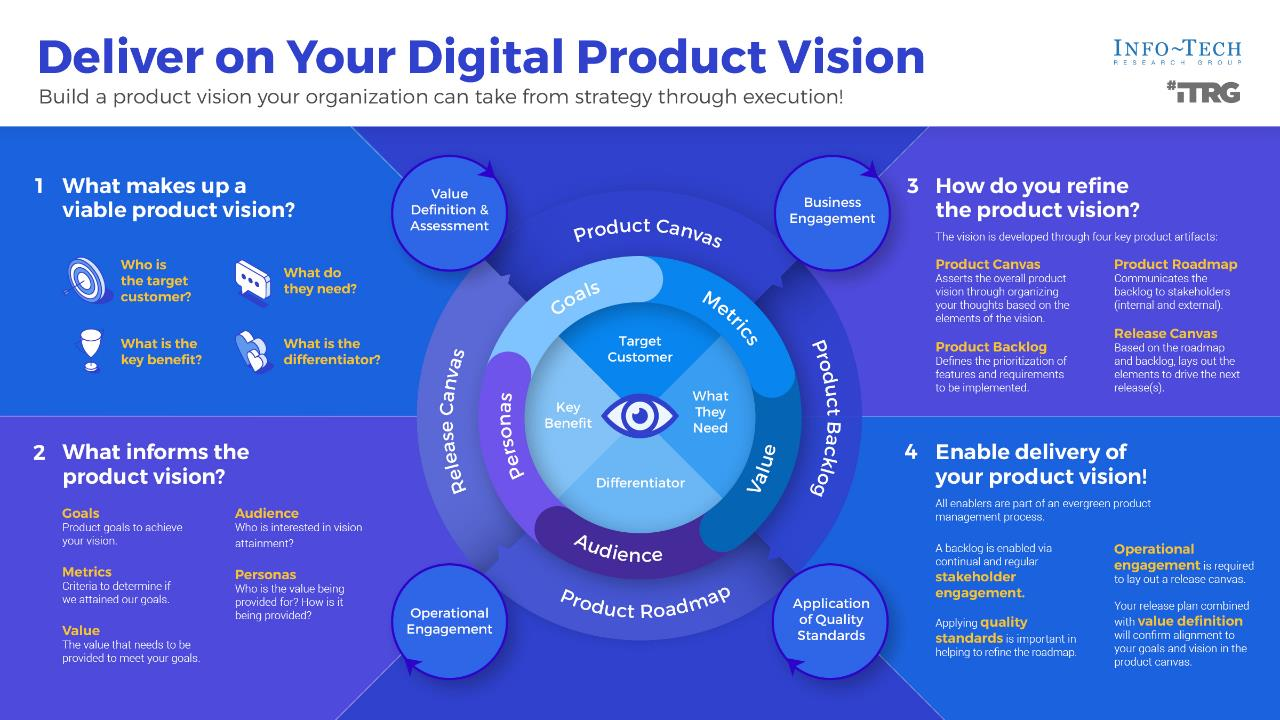 Deliver on Your Digital Product Vision
Build a product vision your organization can take from strategy through execution!
INFO~TECH
RESEARCH GROUP
#iTRG
1 What makes up a
viable product vision?
Who is
the target
customer?
What do
they need?
What is the
key benefit?
What is the
differentiator?
2 What informs the
product vision?
Goals
Product goals to achieve
your vision.
Metrics
Criteria to determine if
we attained our goals.
Value
The value that needs to be
provided to meet your goals.
Audience
Who is interested in vision
attainment?
Personas
Who is the value being
provided for? How is it
being provided?
Value
Definition &
Assessment
Business
Engagement
Operational
Engagement
Application
of Quality
Standards
Product Canvas
Product Backlog
Product Roadmap
Release Canvas
Goals
Metrics
Value
Audience
Personas
Target
Customer
What
They
Need
Differentiator
Key
Benefit
3 How do you refine
the product vision?
The vision is developed through four key product artifacts:
Product Canvas
Asserts the overall product
vision through organizing
your thoughts based on the
elements of the vision.
Product Backlog
Defines the prioritization of
features and requirements
to be implemented.
Product Roadmap
Communicates the
backlog to stakeholders
(internal and external).
Release Canvas
Based on the roadmap
and backlog, lays out the
elements to drive the next
release(s).
4 Enable delivery of
your product vision!
All enablers are part of an evergreen product
management process.
A backlog is enabled via
continual and regular
stakeholder
engagement.
Applying quality
standards is important in
helping to refine the roadmap.
Operational
engagement is required
to lay out a release canvas.
Your release plan combined
with value definition
will confirm alignment to
your goals and vision in the
product canvas.